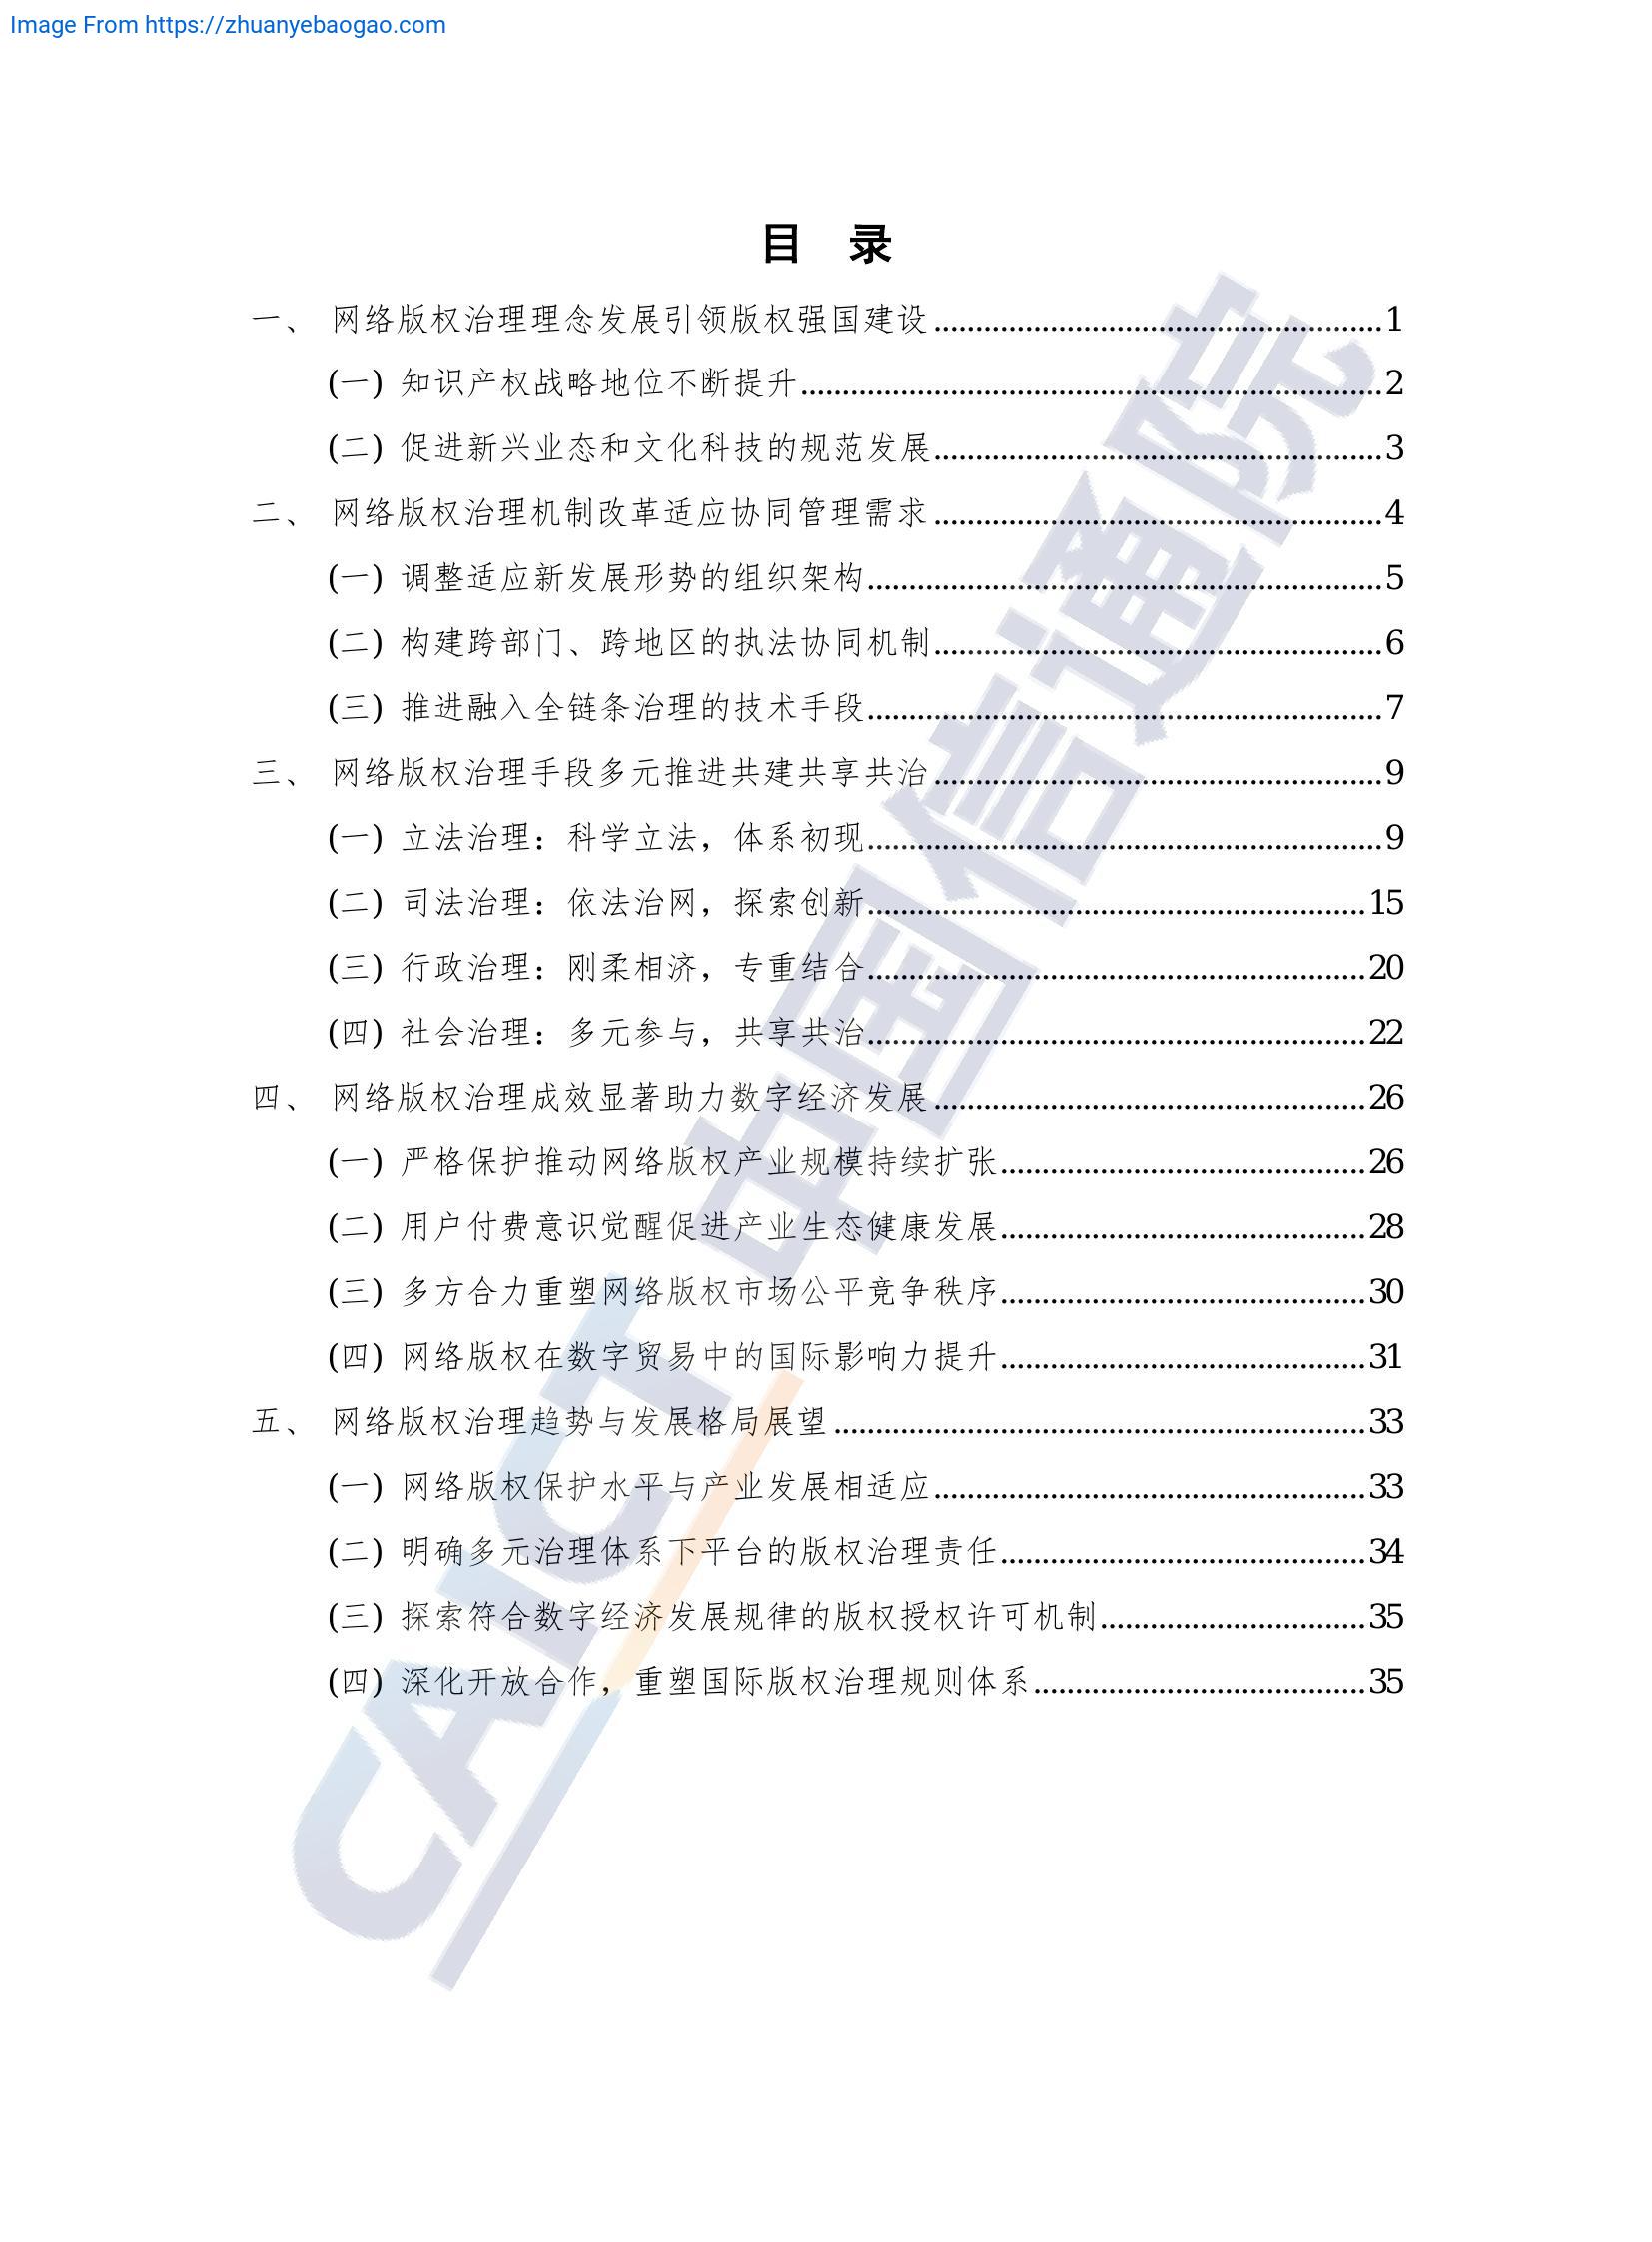 Image From https://zhuanyebaogao.com
目 录
一、 网络版权治理理念发展引领版权强国建设........1
(一) 知识产权战略地位不断提升........2
(二) 促进新兴业态和文化科技的规范发展........3
二、 网络版权治理机制改革适应协同管理需求........4
(一) 调整适应新发展形势的组织架构........5
(二) 构建跨部门、跨地区的执法协同机制........6
(三) 推进融入全链条治理的技术手段........7
三、 网络版权治理手段多元推进共建共享共治........9
(一) 立法治理：科学立法，体系初现........9
(二) 司法治理：依法治网，探索创新........15
(三) 行政治理：刚柔相济，专重结合........20
(四) 社会治理：多元参与，共享共治........22
四、 网络版权治理成效显著助力数字经济发展........26
(一) 严格保护推动网络版权产业规模持续扩张........26
(二) 用户付费意识觉醒促进产业生态健康发展........28
(三) 多方合力重塑网络版权市场公平竞争秩序........30
(四) 网络版权在数字贸易中的国际影响力提升........31
五、 网络版权治理趋势与发展格局展望........33
(一) 网络版权保护水平与产业发展相适应........33
(二) 明确多元治理体系下平台的版权治理责任........34
(三) 探索符合数字经济发展规律的版权授权许可机制........35
(四) 深化开放合作，重塑国际版权治理规则体系........35
CAICT 中国信通院